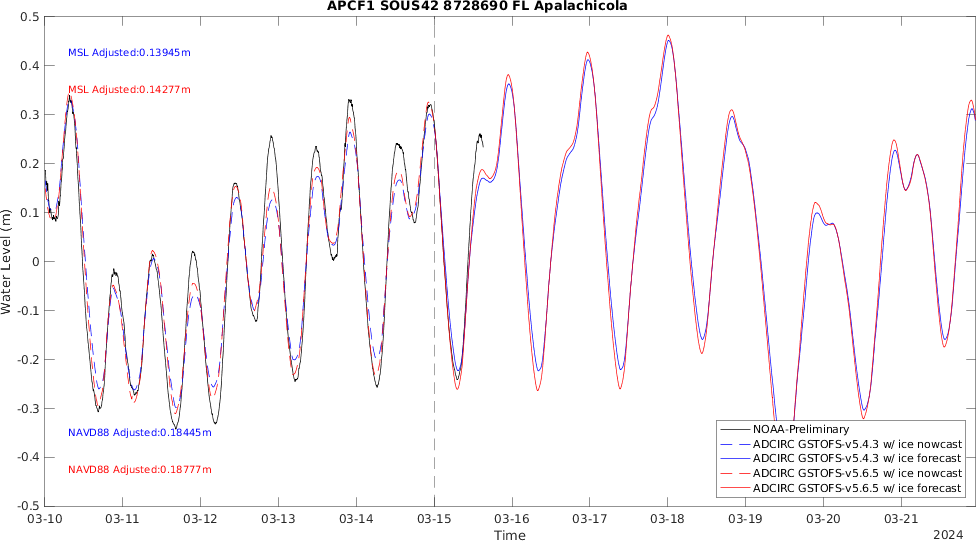 APCF1 SOUS42 8728690 FL Apalachicola
0.5
0.4
0.3
0.2
0.1
0
-0.1
-0.2
-0.3
-0.4
-0.5
Water Level (m)
MSL Adjusted:0.13945m
MSL Adjusted:0.14277m
NAVD88 Adjusted:0.18445m
NAVD88 Adjusted:0.18777m
NOAA-Preliminary
ADCIRC GSTOFS-v5.4.3 w/ ice nowcast
ADCIRC GSTOFS-v5.4.3 w/ ice forecast
ADCIRC GSTOFS-v5.6.5 w/ ice nowcast
ADCIRC GSTOFS-v5.6.5 w/ ice forecast
03-10 03-11 03-12 03-13 03-14 03-15 03-16 03-17 03-18 03-19 03-20 03-21
Time
2024